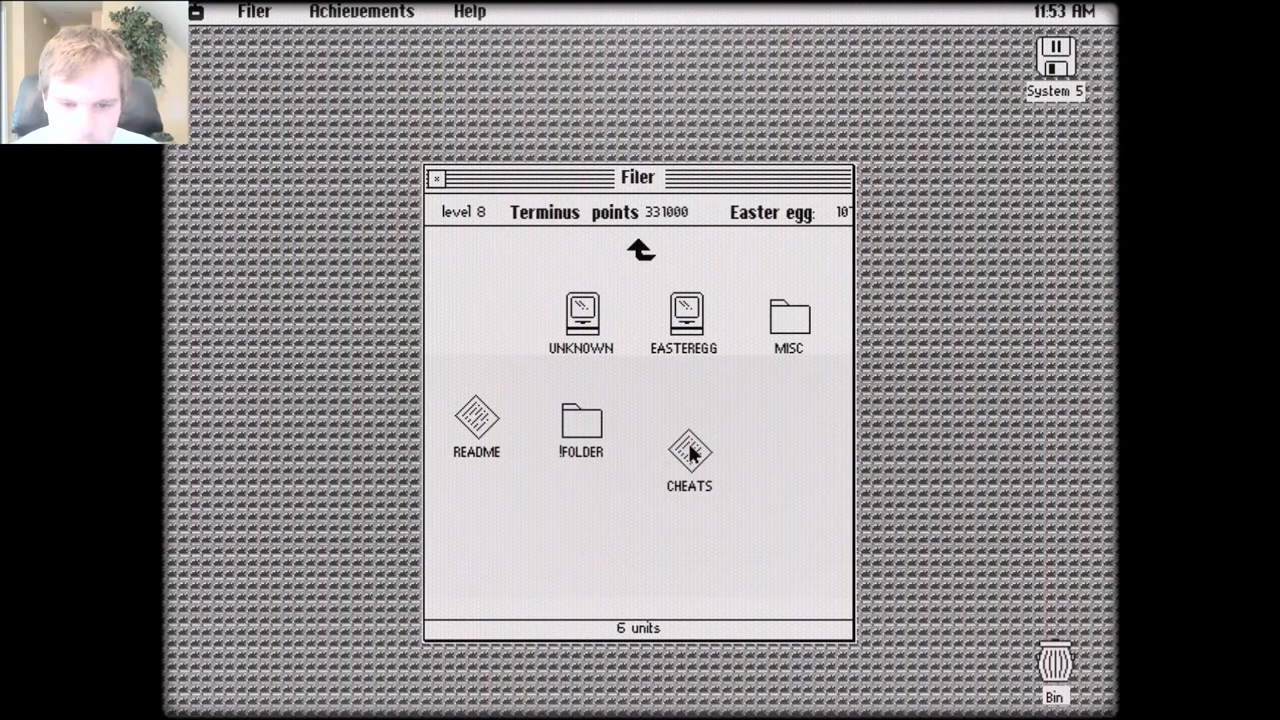 Filer Achievements Help 11:53 AM
System 5
Filer
level 8 Terminus points 331000 Easter egg:
UNKNOWN EASTEREGG MISC
README !FOLDER
CHEATS
6 units
Bin